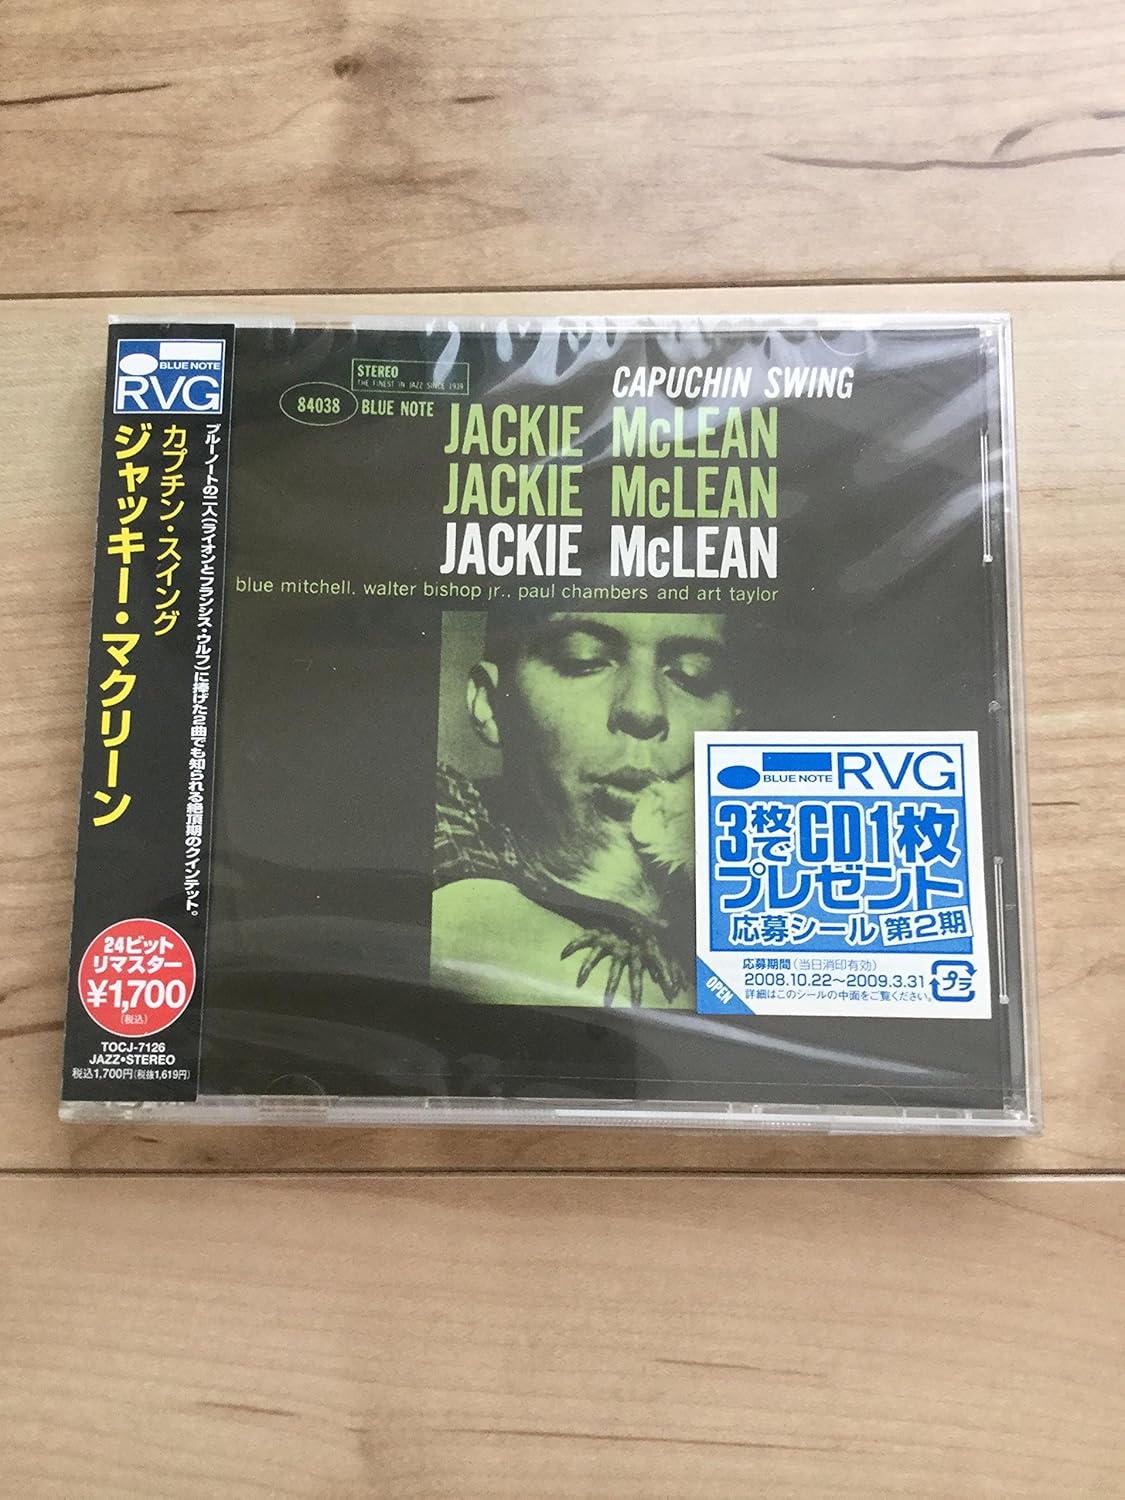 BLUE NOTE
RVG
ブルーノートの二人(ライオンとフランシス・ウルフ)に捧げた2曲でも知られる絶頂期のクインテット。
カプチン・スイング
ジャッキー・マクリーン
24ビット
リマスター
¥1,700
(税込)
TOCJ-7126
JAZZ•STEREO
税込1,700円(税抜1,619円)
STEREO
THE FINEST IN JAZZ SINCE 1939
84038 BLUE NOTE
CAPUCHIN SWING
JACKIE McLEAN
JACKIE McLEAN
JACKIE McLEAN
blue mitchell. walter bishop jr., paul chambers and art taylor
BLUE NOTE RVG
3枚でCD1枚
プレゼント
応募シール 第2期
応募期間(当日消印有効)
2008.10.22〜2009.3.31
詳細はこのシールの中面をご覧ください。
プラ
OPEN